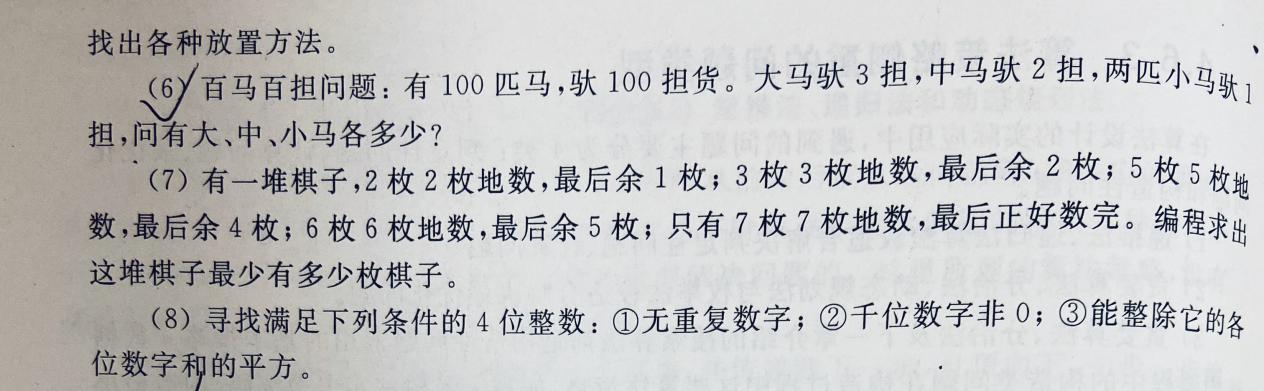 找出各种放置方法。
(6) 百马百担问题：有 100 匹马,驮 100 担货。大马驮 3 担,中马驮 2 担,两匹小马驮 1
担,问有大、中、小马各多少?
(7) 有一堆棋子,2 枚 2 枚地数,最后余 1 枚；3 枚 3 枚地数,最后余 2 枚；5 枚 5 枚地
数,最后余 4 枚；6 枚 6 枚地数,最后余 5 枚；只有 7 枚 7 枚地数,最后正好数完。编程求出
这堆棋子最少有多少枚棋子。
(8) 寻找满足下列条件的 4 位整数：①无重复数字；②千位数字非 0；③能整除它的各
位数字和的平方。